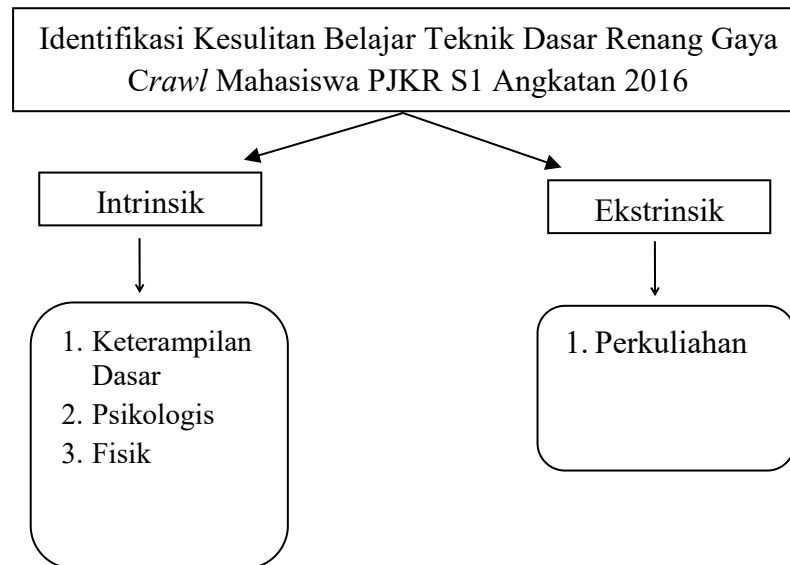 Identifikasi Kesulitan Belajar Teknik Dasar Renang Gaya
Crawl Mahasiswa PJKR S1 Angkatan 2016
Intrinsik
Ekstrinsik
1. Keterampilan
Dasar
2. Psikologis
3. Fisik
1. Perkuliahan